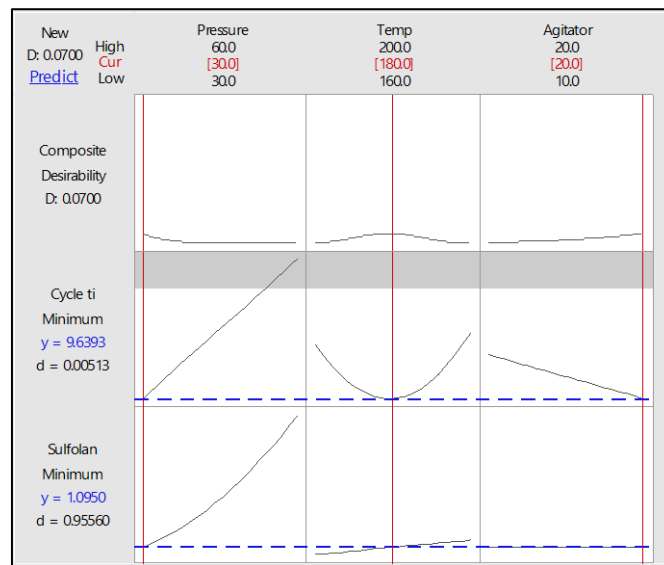 New
D: 0.0700
Predict
High
Cur
Low
Pressure
60.0
[30.0]
30.0
Temp
200.0
[180.0]
160.0
Agitator
20.0
[20.0]
10.0
Composite
Desirability
D: 0.0700
Cycle ti
Minimum
y = 9.6393
d = 0.00513
Sulfolan
Minimum
y = 1.0950
d = 0.95560